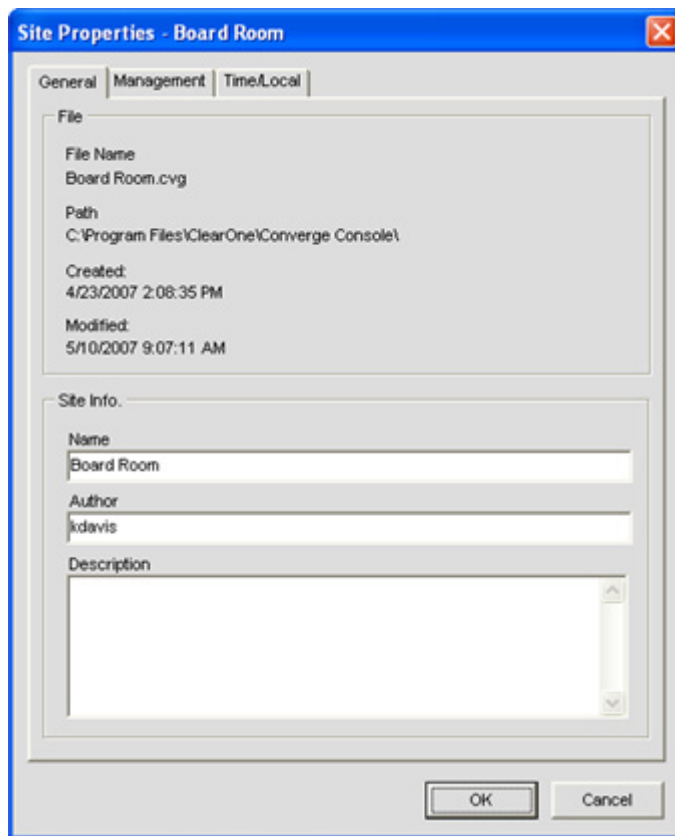 Site Properties - Board Room
General Management Time/Local
File
File Name
Board Room.cvg
Path
C:\Program Files\ClearOne\Converge Console\
Created:
4/23/2007 2:08:35 PM
Modified:
5/10/2007 9:07:11 AM
Site Info.
Name
Board Room
Author
kdavis
Description
OK Cancel